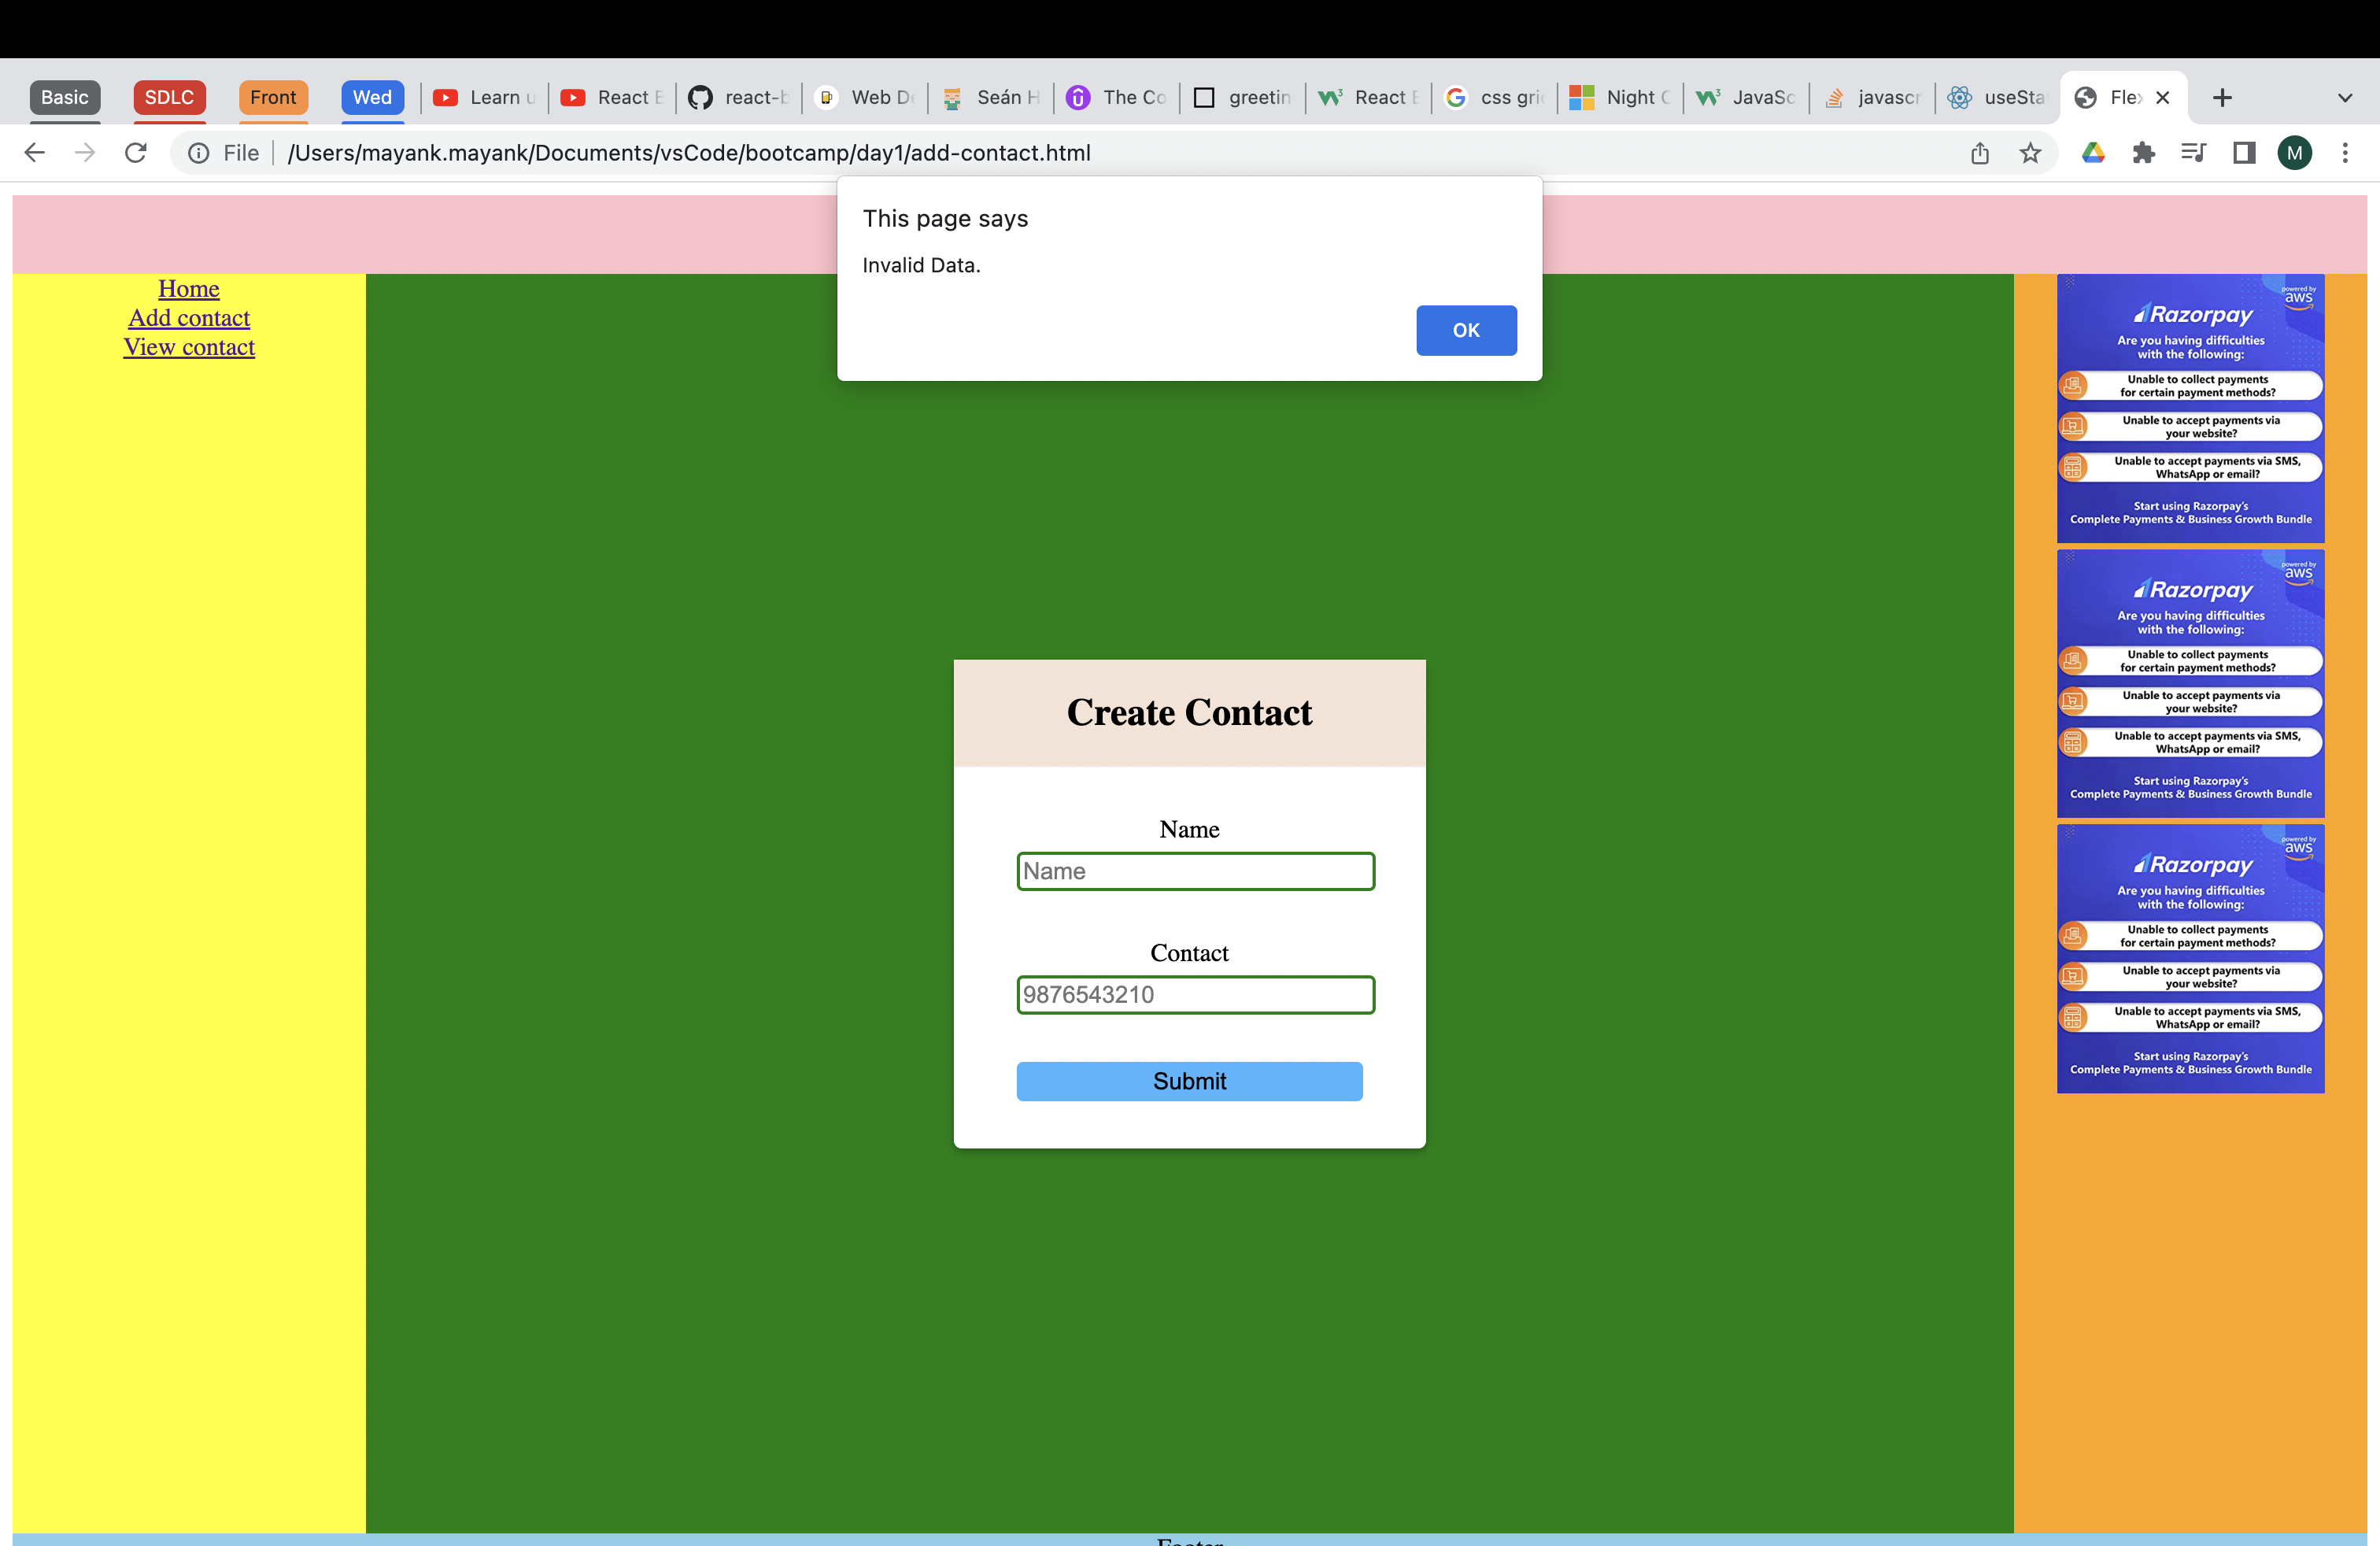 Basic SDLC Front Wed Learn u React E react-b Web De Seán H The Co greetin React E css gri Night C JavaSc javascr useSta Fle
File /Users/mayank.mayank/Documents/vsCode/bootcamp/day1/add-contact.html M
This page says
Invalid Data.
OK
Home
Add contact
View contact
Create Contact
Name
Name
Contact
9876543210
Submit
powered by
aws
Razorpay
Are you having difficulties
with the following:
Unable to collect payments
for certain payment methods?
Unable to accept payments via
your website?
Unable to accept payments via SMS,
WhatsApp or email?
Start using Razorpay's
Complete Payments & Business Growth Bundle
powered by
aws
Razorpay
Are you having difficulties
with the following:
Unable to collect payments
for certain payment methods?
Unable to accept payments via
your website?
Unable to accept payments via SMS,
WhatsApp or email?
Start using Razorpay's
Complete Payments & Business Growth Bundle
powered by
aws
Razorpay
Are you having difficulties
with the following:
Unable to collect payments
for certain payment methods?
Unable to accept payments via
your website?
Unable to accept payments via SMS,
WhatsApp or email?
Start using Razorpay's
Complete Payments & Business Growth Bundle
Footer